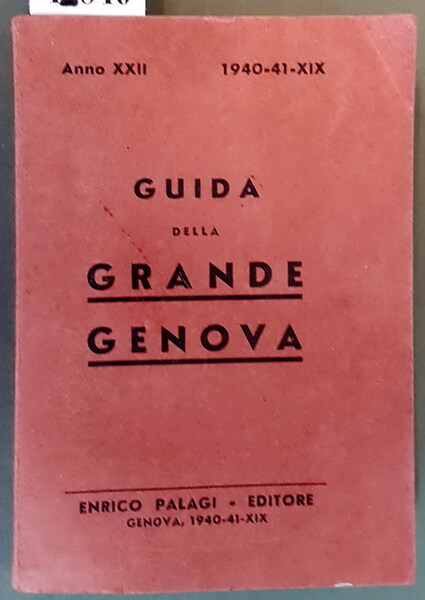 Anno XXII 1940-41-XIX
GUIDA
DELLA
GRANDE
GENOVA
ENRICO PALAGI - EDITORE
GENOVA, 1940-41-XIX